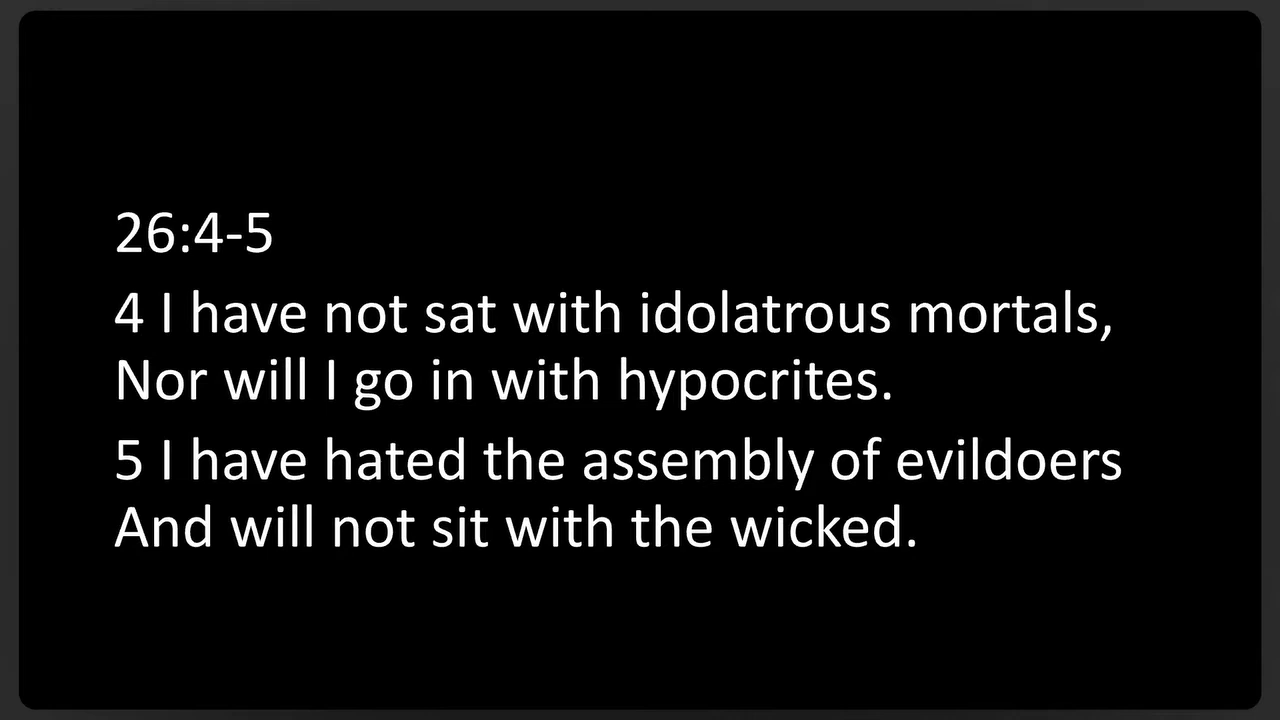 26:4-5
4 I have not sat with idolatrous mortals,
Nor will I go in with hypocrites.
5 I have hated the assembly of evildoers
And will not sit with the wicked.